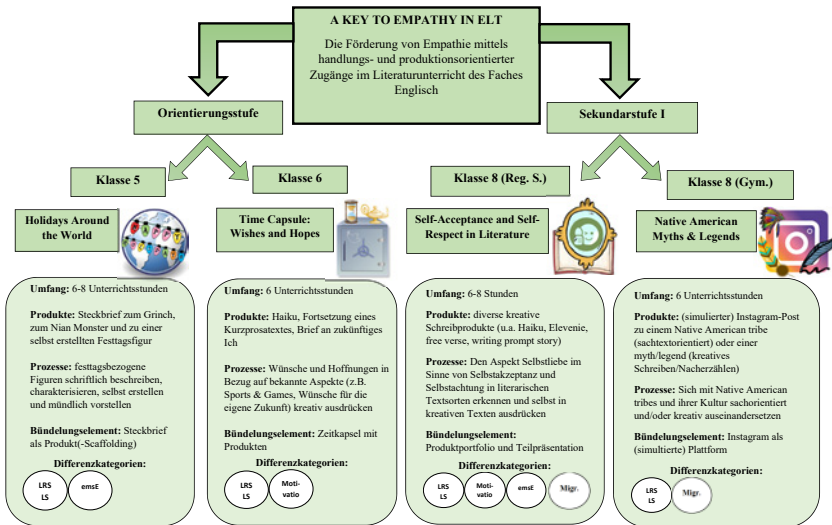 A KEY TO EMPATHY IN ELT
Die Förderung von Empathie mittels
handlungs- und produktionsorientierter
Zugänge im Literaturunterricht des Faches
Englisch
Orientierungsstufe
Sekundarstufe I
Klasse 5
Klasse 6
Klasse 8 (Reg. S.)
Klasse 8 (Gym.)
Holidays Around
the World
Time Capsule:
Wishes and Hopes
Self-Acceptance and Self-
Respect in Literature
Native American
Myths & Legends
Umfang: 6-8 Unterrichtsstunden
Produkte: Steckbrief zum Grinch,
zum Nian Monster und zu einer
selbst erstellten Festtagsfigur
Prozesse: festtagsbezogene
Figuren schriftlich beschreiben,
charakterisieren, selbst erstellen
und mündlich vorstellen
Bündelungselement: Steckbrief
als Produkt(-Scaffolding)
Differenzkategorien:
LRS
LS
emsE
Umfang: 6 Unterrichtsstunden
Produkte: Haiku, Fortsetzung eines
Kurzprosatextes, Brief an zukünftiges
Ich
Prozesse: Wünsche und Hoffnungen in
Bezug auf bekannte Aspekte (z.B.
Sports & Games, Wünsche für die
eigene Zukunft) kreativ ausdrücken
Bündelungselement: Zeitkapsel mit
Produkten
Differenzkategorien:
LRS
LS
Moti-
vatio
Umfang: 6-8 Stunden
Produkte: diverse kreative
Schreibprodukte (u.a. Haiku, Elevenie,
free verse, writing prompt story)
Prozesse: Den Aspekt Selbstliebe im
Sinne von Selbstakzeptanz und
Selbstachtung in literarischen
Textsorten erkennen und selbst in
kreativen Texten ausdrücken
Bündelungselement:
Produktportfolio und Teilpräsentation
Differenzkategorien:
LRS
LS
Moti-
vatio
emsE
Migr.
Umfang: 6 Unterrichtsstunden
Produkte: (simulierter) Instagram-Post
zu einem Native American tribe
(sachtextorientiert) oder einer
myth/legend (kreatives
Schreiben/Nacherzählen)
Prozesse: Sich mit Native American
tribes und ihrer Kultur sachorientiert
und/oder kreativ auseinandersetzen
Bündelungselement: Instagram als
(simultierte) Plattform
Differenzkategorien:
LRS
LS
Migr.